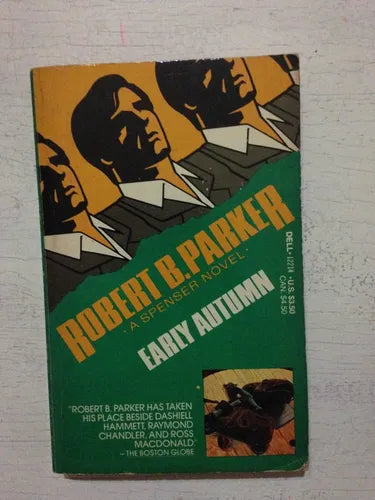 ROBERT B. PARKER
·A SPENSER NOVEL·
EARLY AUTUMN
DELL • 12214 • U.S. $3.50
CAN. $4.50
"ROBERT B. PARKER HAS TAKEN
HIS PLACE BESIDE DASHIELL
HAMMETT, RAYMOND
CHANDLER, AND ROSS
MACDONALD."
– THE BOSTON GLOBE